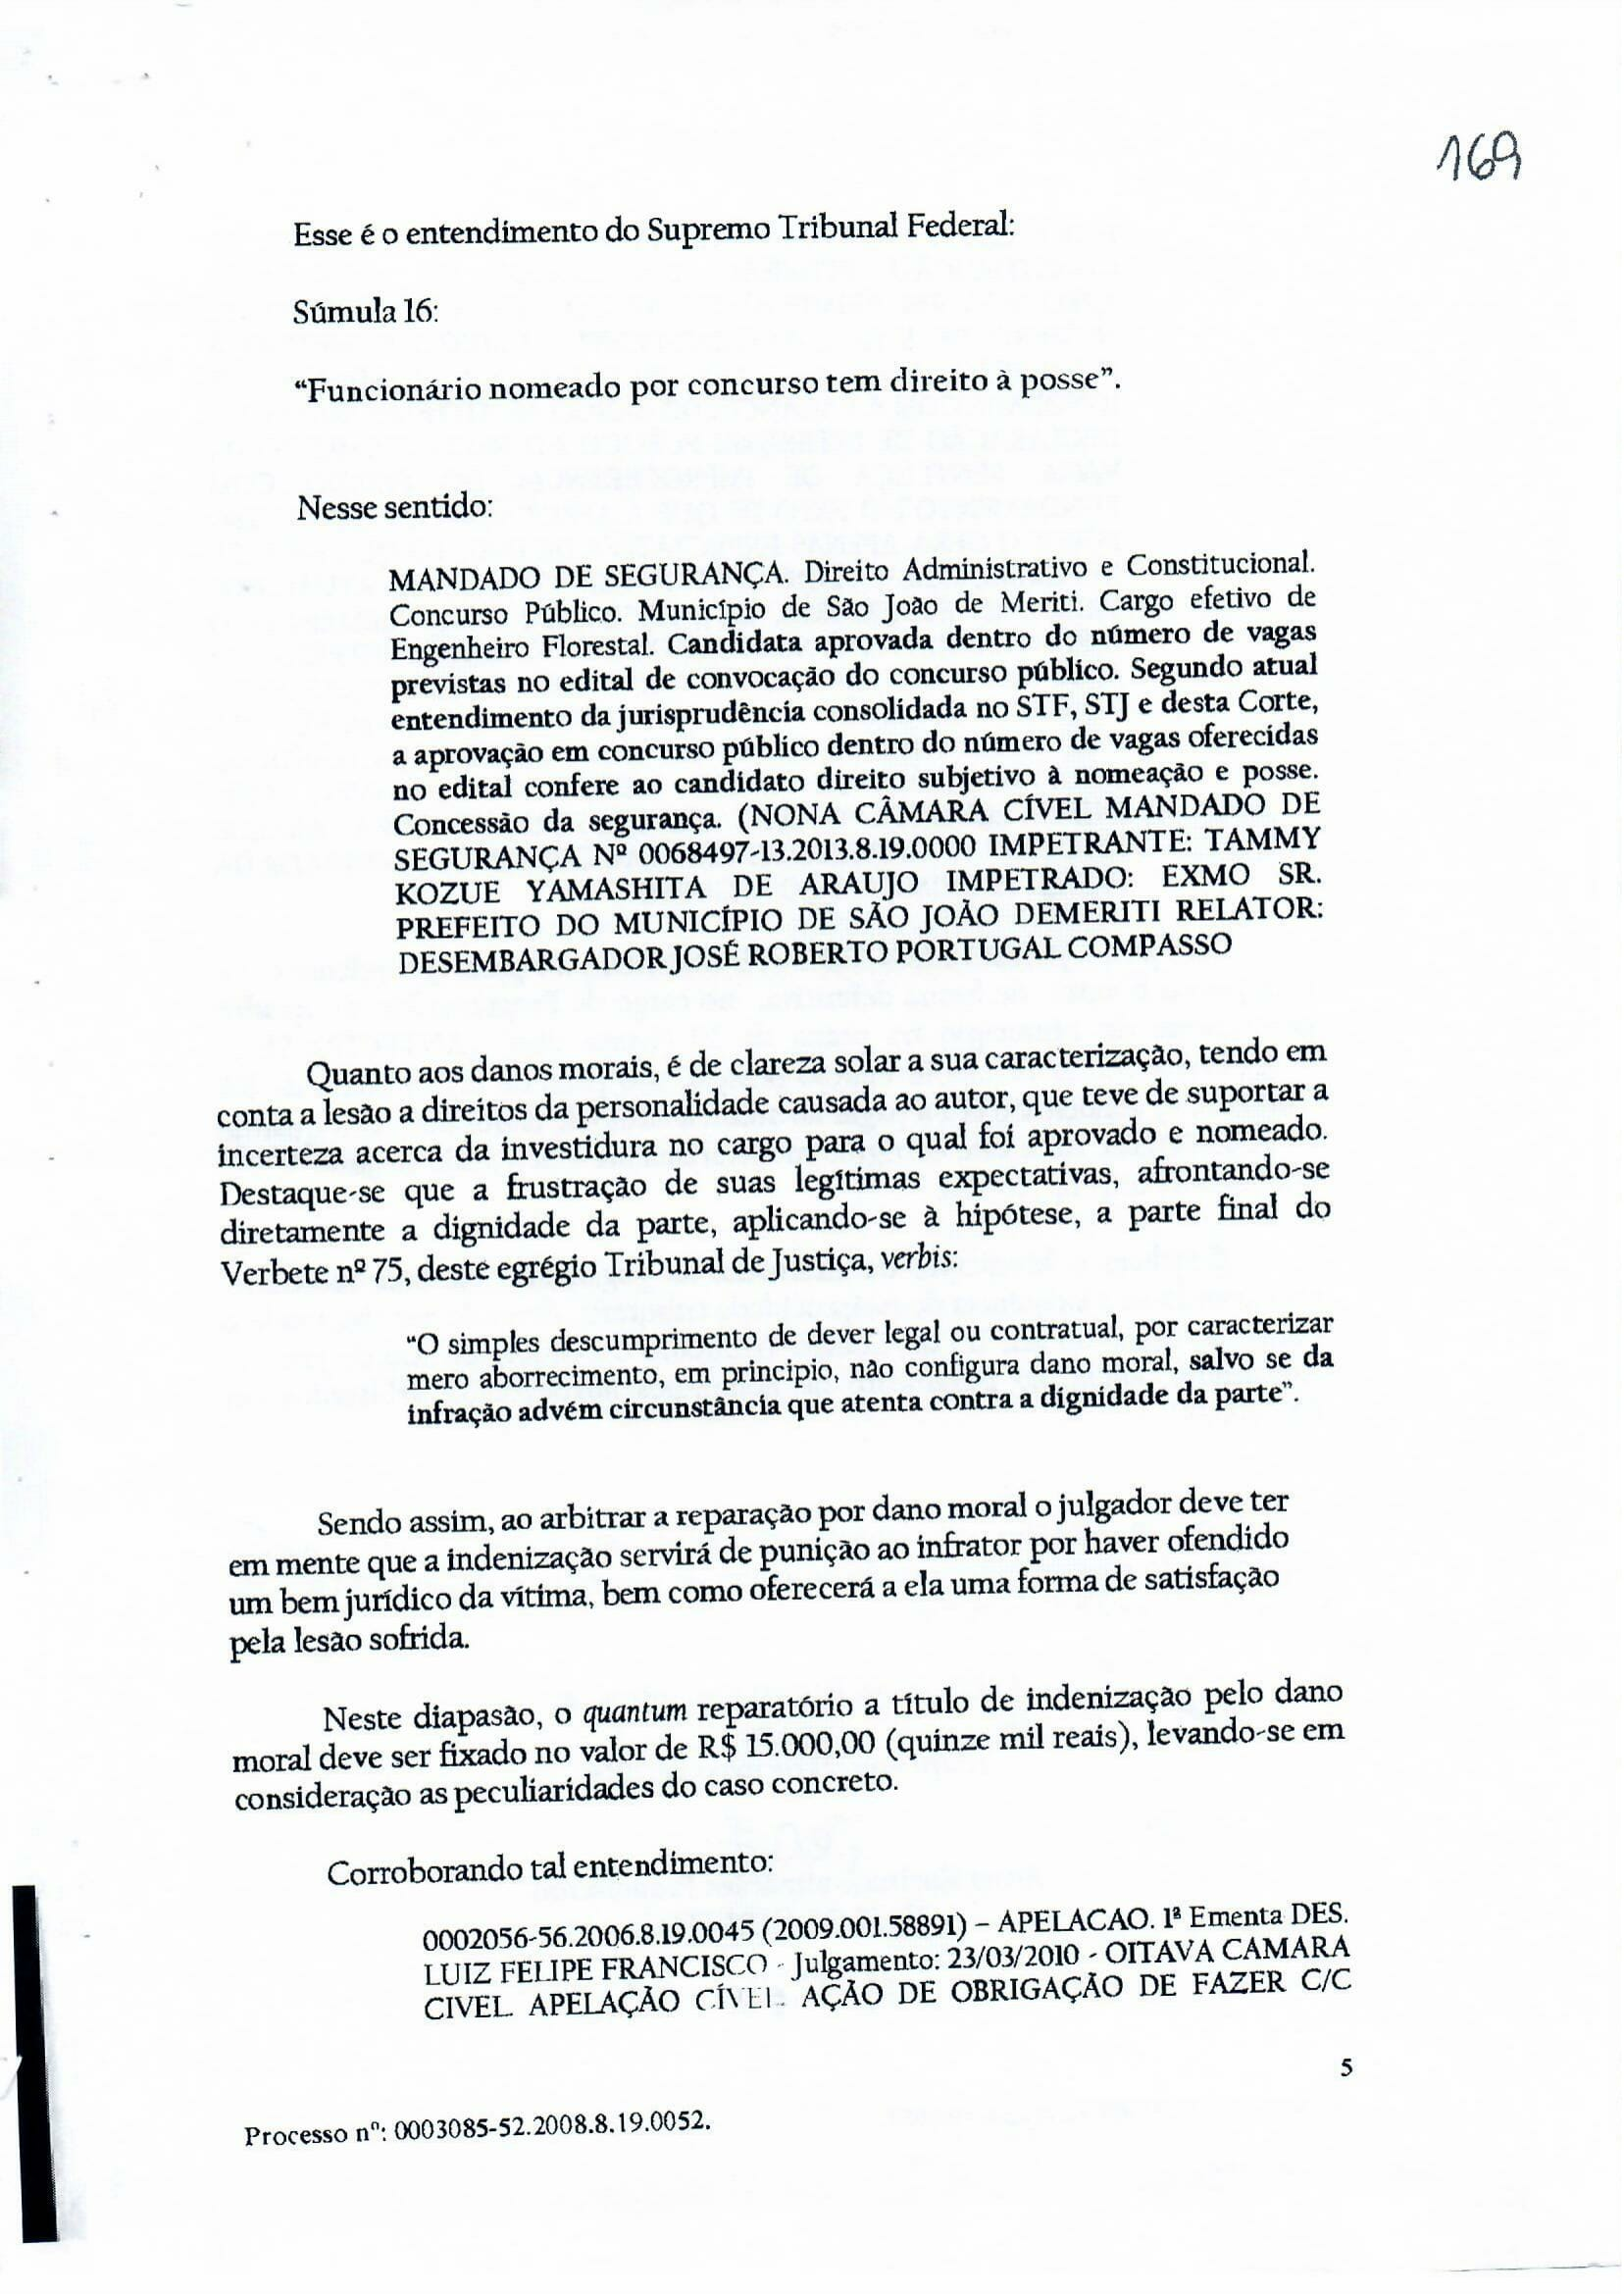 169
Esse é o entendimento do Supremo Tribunal Federal:
Súmula 16:
“Funcionário nomeado por concurso tem direito à posse”.
Nesse sentido:
MANDADO DE SEGURANÇA. Direito Administrativo e Constitucional.
Concurso Público. Município de São João de Meriti. Cargo efetivo de
Engenheiro Florestal. Candidata aprovada dentro do número de vagas
previstas no edital de convocação do concurso público. Segundo atual
entendimento da jurisprudência consolidada no STF, STJ e desta Corte,
a aprovação em concurso público dentro do número de vagas oferecidas
no edital confere ao candidato direito subjetivo à nomeação e posse.
Concessão da segurança. (NONA CÂMARA CÍVEL MANDADO DE
SEGURANÇA Nº 0068497-13.2013.8.19.0000 IMPETRANTE: TAMMY
KOZUE YAMASHITA DE ARAUJO IMPETRADO: EXMO SR.
PREFEITO DO MUNICÍPIO DE SÃO JOÃO DEMERITI RELATOR:
DESEMBARGADOR JOSÉ ROBERTO PORTUGAL COMPASSO
Quanto aos danos morais, é de clareza solar a sua caracterização, tendo em
conta a lesão a direitos da personalidade causada ao autor, que teve de suportar a
incerteza acerca da investidura no cargo para o qual foi aprovado e nomeado.
Destaque-se que a frustração de suas legítimas expectativas, afrontando-se
diretamente a dignidade da parte, aplicando-se à hipótese, a parte final do
Verbete nº 75, deste egrégio Tribunal de Justiça, verbis:
“O simples descumprimento de dever legal ou contratual, por caracterizar
mero aborrecimento, em principio, não configura dano moral, salvo se da
infração advém circunstância que atenta contra a dignidade da parte”.
Sendo assim, ao arbitrar a reparação por dano moral o julgador deve ter
em mente que a indenização servirá de punição ao infrator por haver ofendido
um bem jurídico da vítima, bem como oferecerá a ela uma forma de satisfação
pela lesão sofrida.
Neste diapasão, o quantum reparatório a título de indenização pelo dano
moral deve ser fixado no valor de R$ 15.000,00 (quinze mil reais), levando-se em
consideração as peculiaridades do caso concreto.
Corroborando tal entendimento:
0002056-56.2006.8.19.0045 (2009.001.58891) – APELACAO. 1ª Ementa DES.
LUIZ FELIPE FRANCISCO - Julgamento: 23/03/2010 - OITAVA CAMARA
CIVEL. APELAÇÃO CÍVEL. AÇÃO DE OBRIGAÇÃO DE FAZER C/C
5
Processo nº: 0003085-52.2008.8.19.0052.